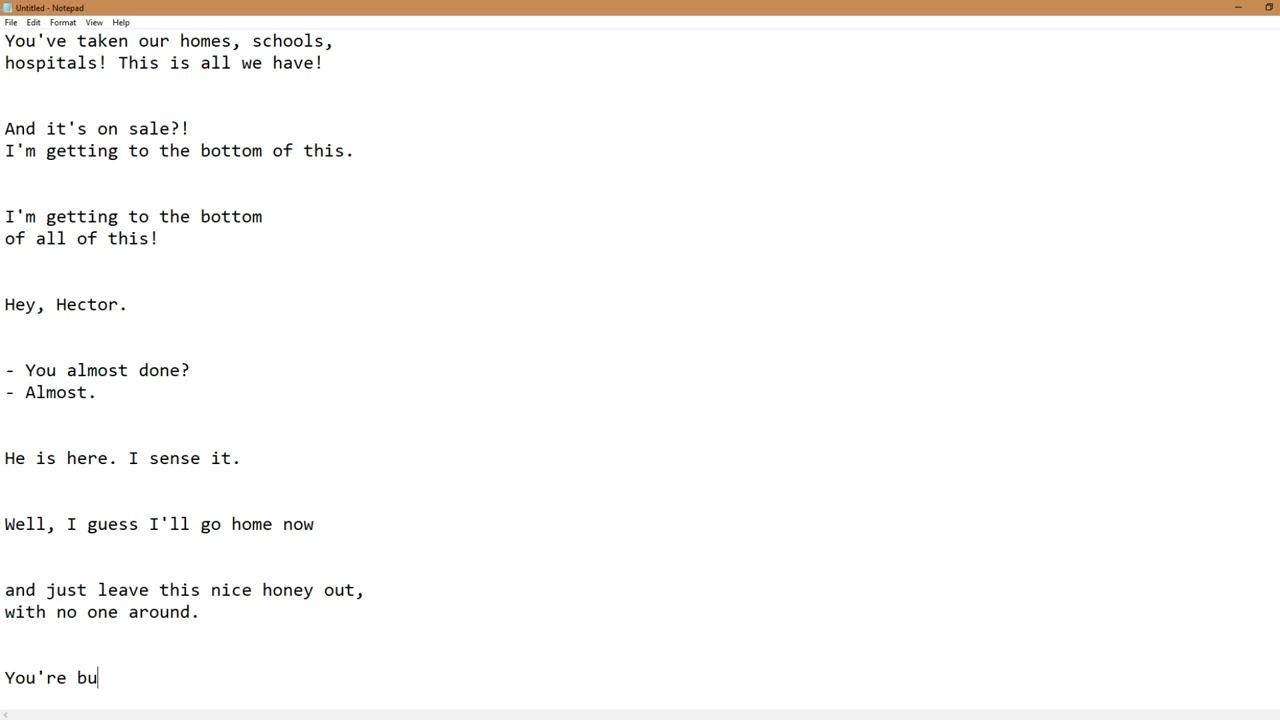 Untitled - Notepad
File Edit Format View Help
You've taken our homes, schools,
hospitals! This is all we have!
And it's on sale?!
I'm getting to the bottom of this.
I'm getting to the bottom
of all of this!
Hey, Hector.
- You almost done?
- Almost.
He is here. I sense it.
Well, I guess I'll go home now
and just leave this nice honey out,
with no one around.
You're bu